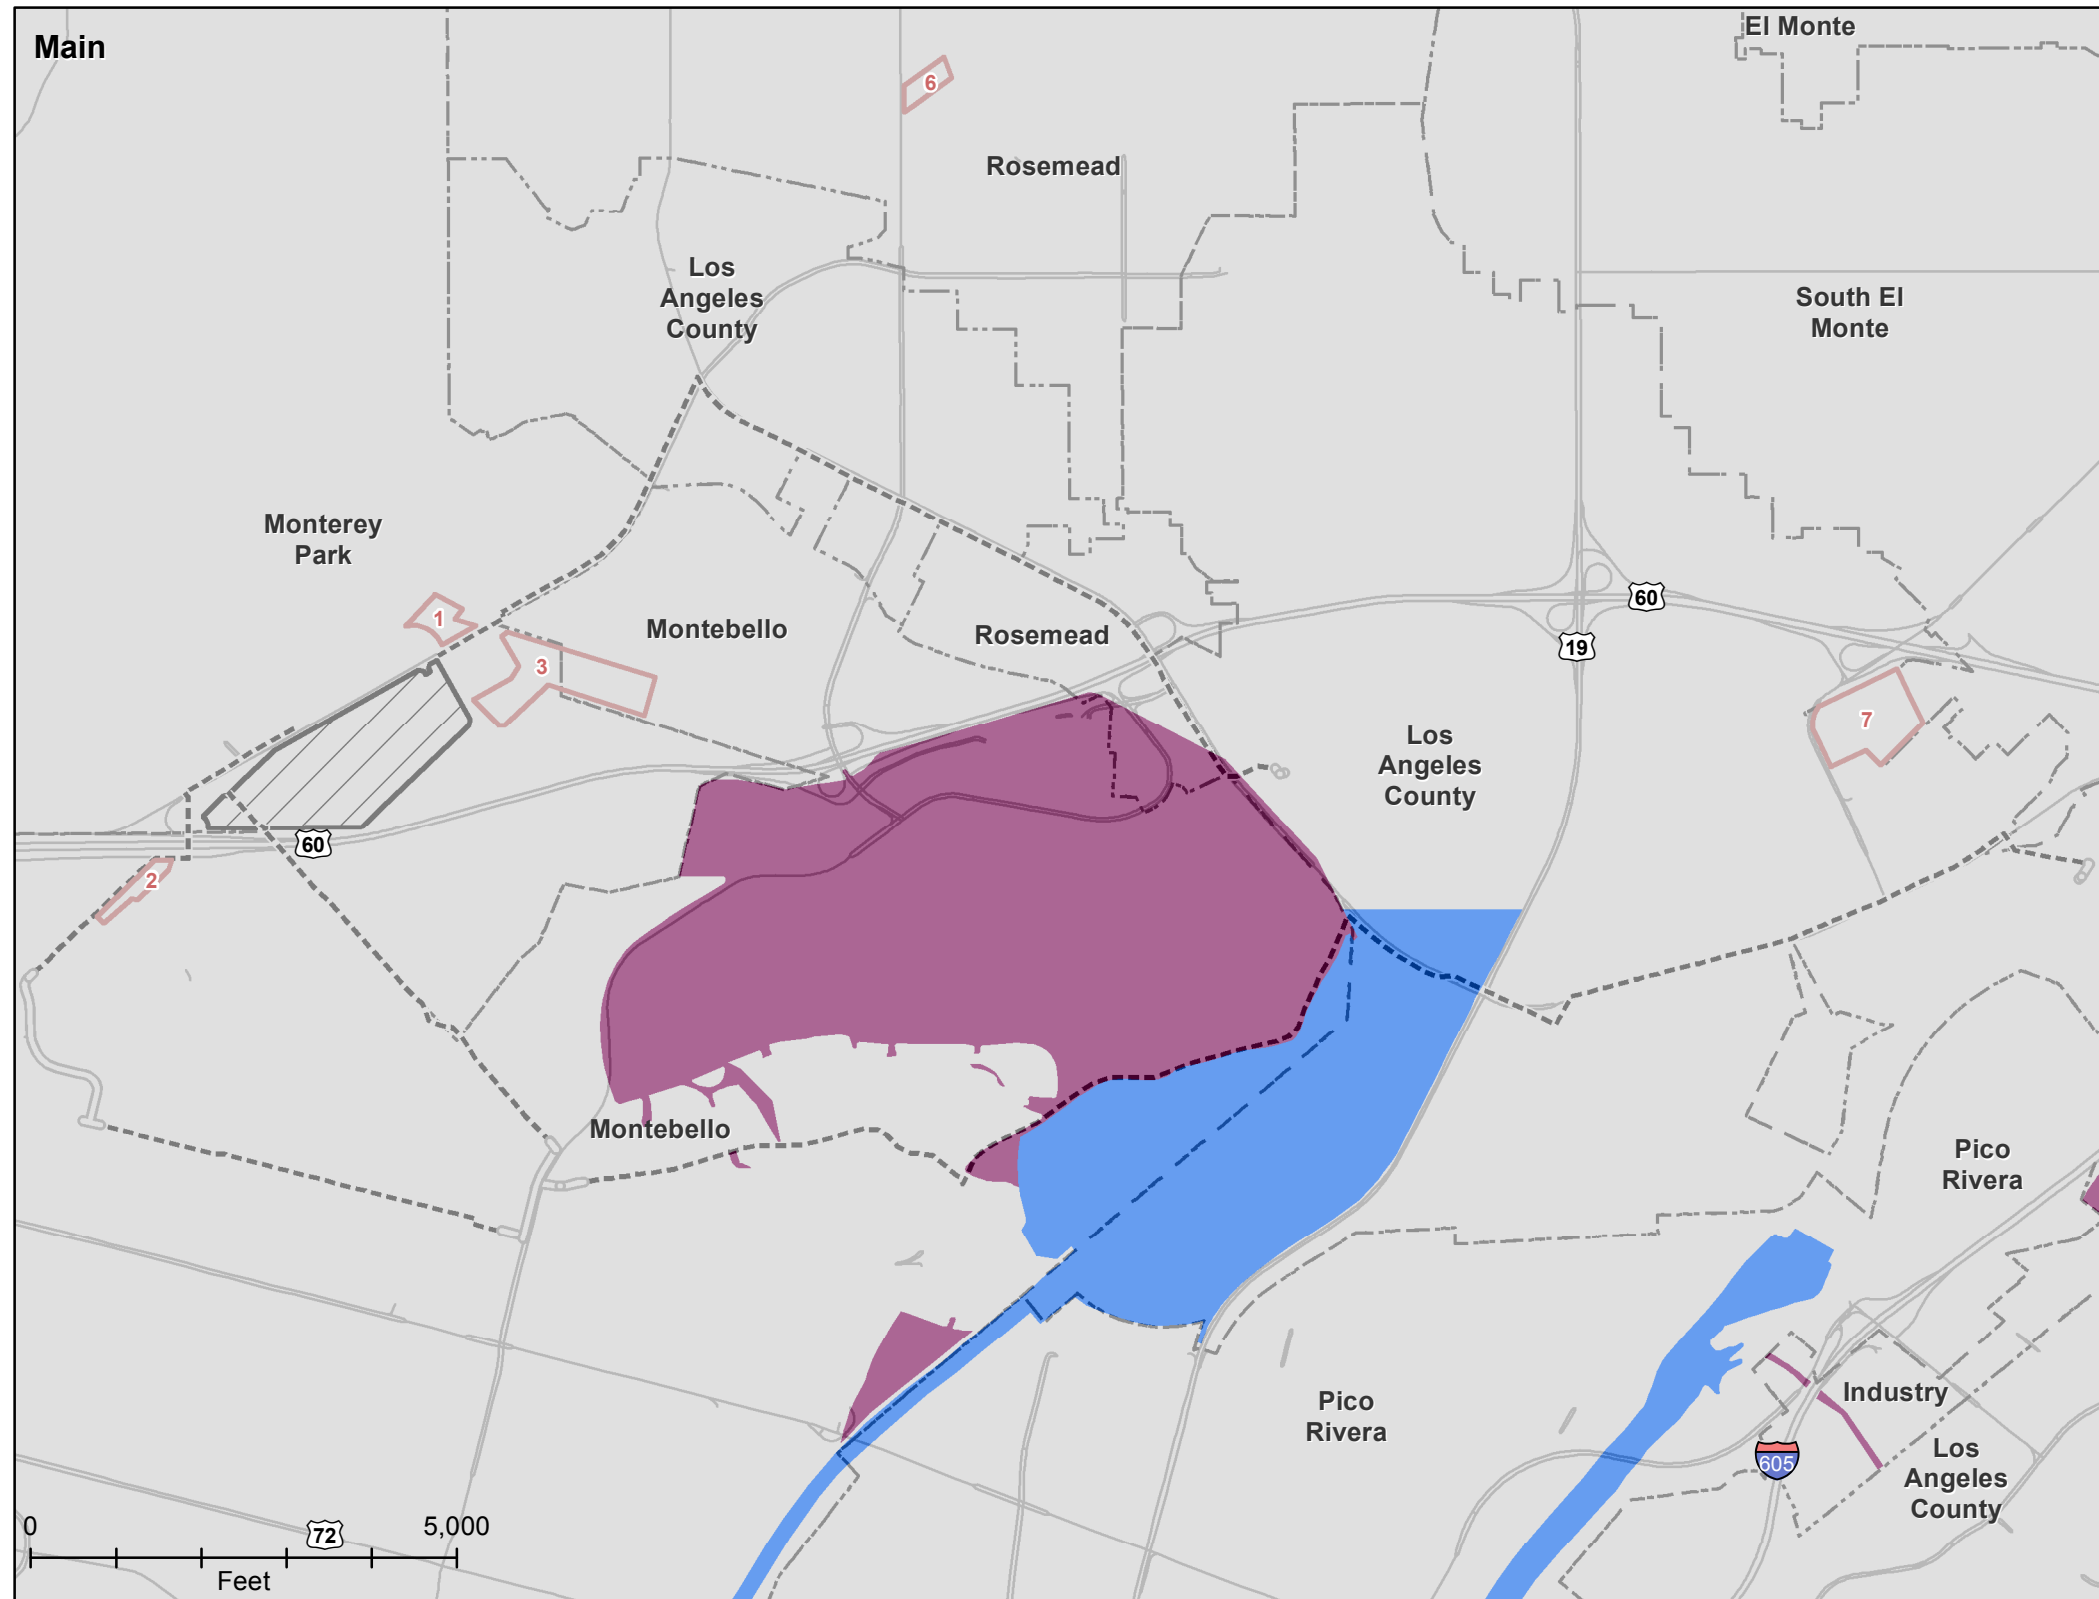 Main
El Monte
6
Rosemead
Los
Angeles
County
South El
Monte
Monterey
Park
60
1
Montebello
Rosemead
19
3
7
Los
Angeles
County
60
2
Montebello
Pico
Rivera
Industry
Pico
Rivera
605
Los
Angeles
County
0
72
5,000
Feet